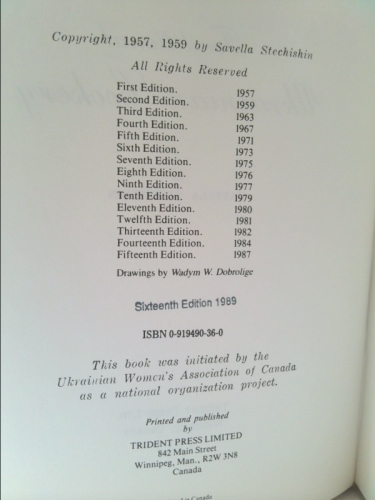 Copyright, 1957, 1959 by Savella Stechishin
All Rights Reserved
First Edition. 1957
Second Edition. 1959
Third Edition. 1963
Fourth Edition. 1967
Fifth Edition. 1971
Sixth Edition. 1973
Seventh Edition. 1975
Eighth Edition. 1976
Ninth Edition. 1977
Tenth Edition. 1979
Eleventh Edition. 1980
Twelfth Edition. 1981
Thirteenth Edition. 1982
Fourteenth Edition. 1984
Fifteenth Edition. 1987
Drawings by Wadym W. Dobrolige
Sixteenth Edition 1989
ISBN 0-919490-36-0
This book was initiated by the
Ukrainian Women's Association of Canada
as a national organization project.
Printed and published
by
TRIDENT PRESS LIMITED
842 Main Street
Winnipeg, Man., R2W 3N8
Canada
in Canada